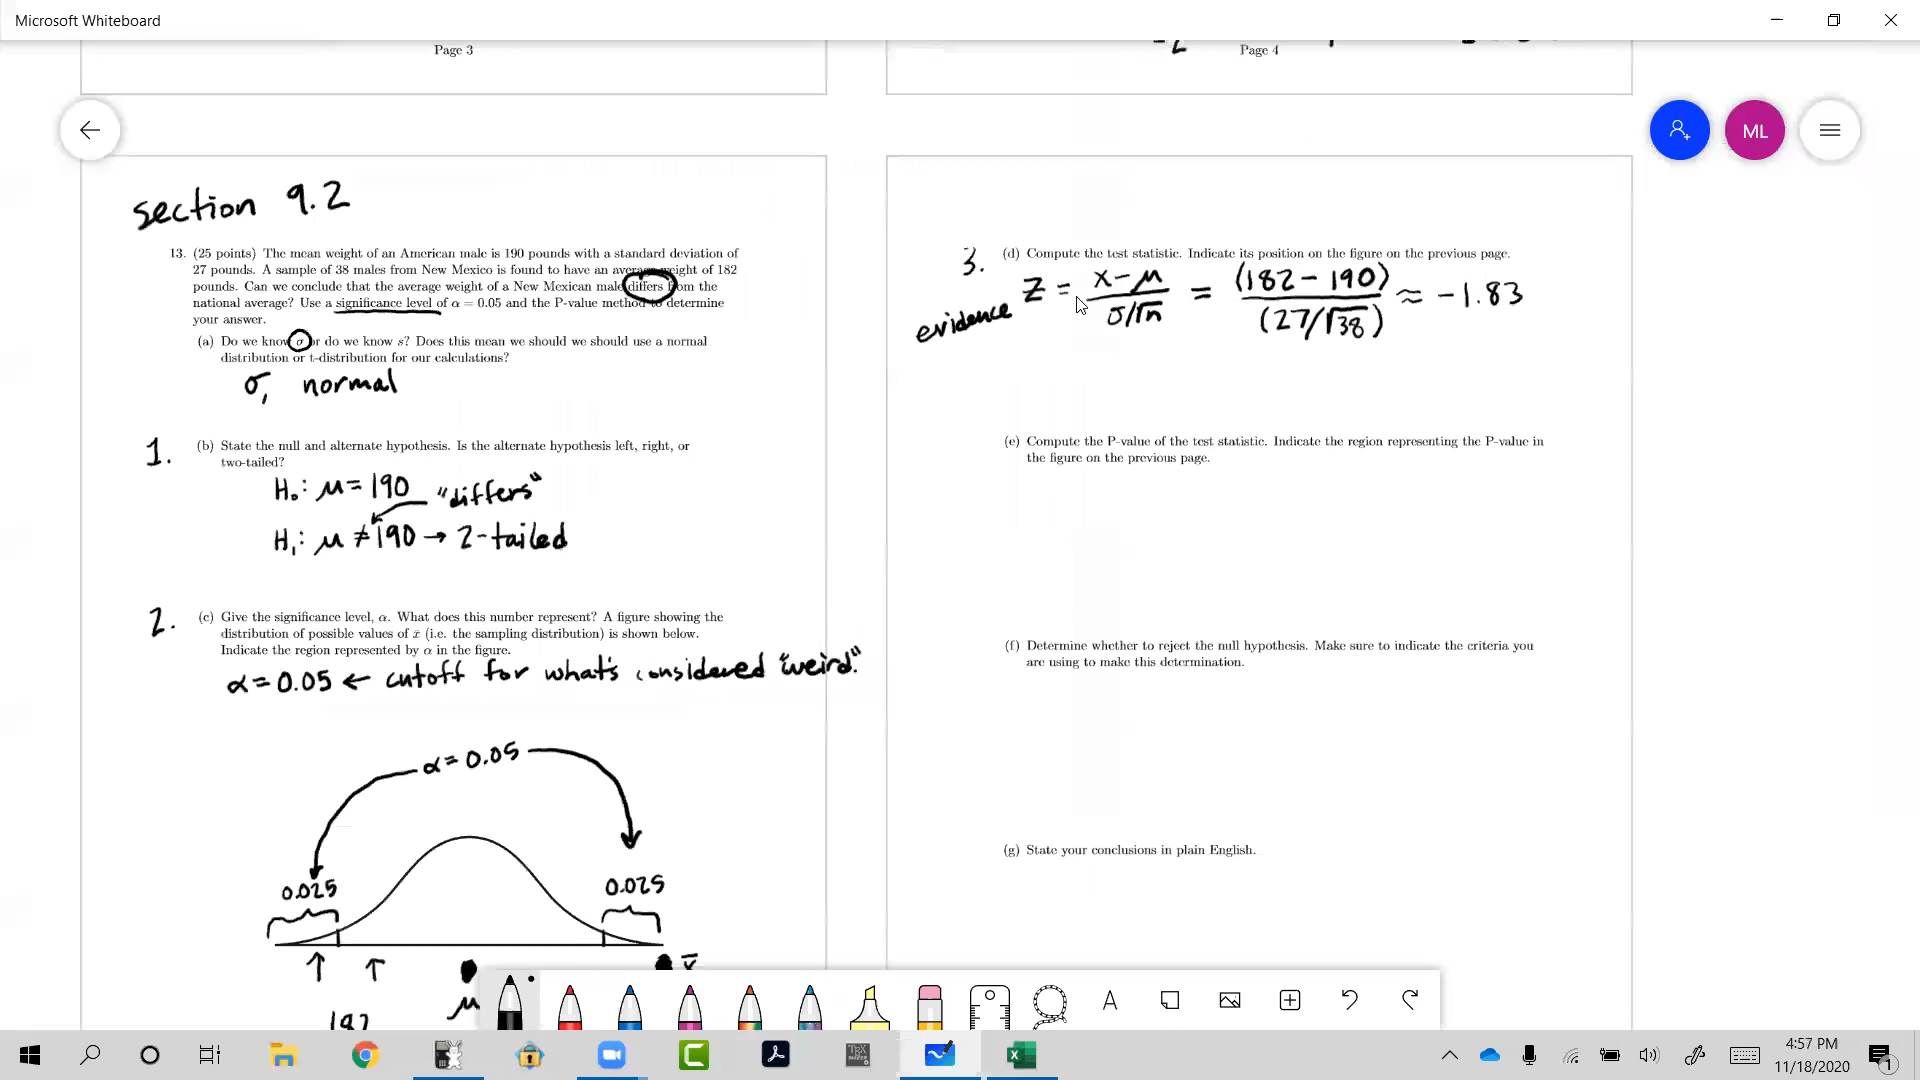 Microsoft Whiteboard
Page 3
Page 4
ML
section 9.2
13. (25 points) The mean weight of an American male is 190 pounds with a standard deviation of
27 pounds. A sample of 38 males from New Mexico is found to have an average weight of 182
pounds. Can we conclude that the average weight of a New Mexican male differs from the
national average? Use a significance level of α = 0.05 and the P-value method to determine
your answer.
(a) Do we know σ or do we know s? Does this mean we should we should use a normal
distribution or t-distribution for our calculations?
σ, normal
1. (b) State the null and alternate hypothesis. Is the alternate hypothesis left, right, or
two-tailed?
H₀: μ = 190 "differs"
H₁: μ ≠ 190 → 2-tailed
2. (c) Give the significance level, α. What does this number represent? A figure showing the
distribution of possible values of x̄ (i.e. the sampling distribution) is shown below.
Indicate the region represented by α in the figure.
α = 0.05 ← cutoff for what's considered "weird."
α = 0.05
0.025 0.025
x̄
μ
182
3. (d) Compute the test statistic. Indicate its position on the figure on the previous page.
evidence z = x-μ / σ/√n = (182-190) / (27/√38) ≈ -1.83
(e) Compute the P-value of the test statistic. Indicate the region representing the P-value in
the figure on the previous page.
(f) Determine whether to reject the null hypothesis. Make sure to indicate the criteria you
are using to make this determination.
(g) State your conclusions in plain English.
4:57 PM
11/18/2020
1